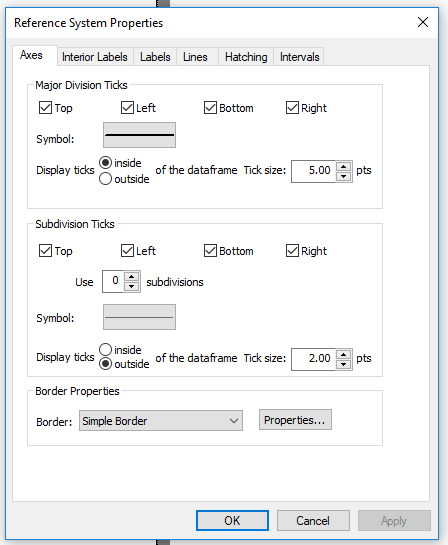 Reference System Properties
Axes Interior Labels Labels Lines Hatching Intervals
Major Division Ticks
Top Left Bottom Right
Symbol:
Display ticks inside of the dataframe Tick size: 5.00 pts
outside
Subdivision Ticks
Top Left Bottom Right
Use 0 subdivisions
Symbol:
Display ticks inside of the dataframe Tick size: 2.00 pts
outside
Border Properties
Border: Simple Border Properties...
OK Cancel Apply